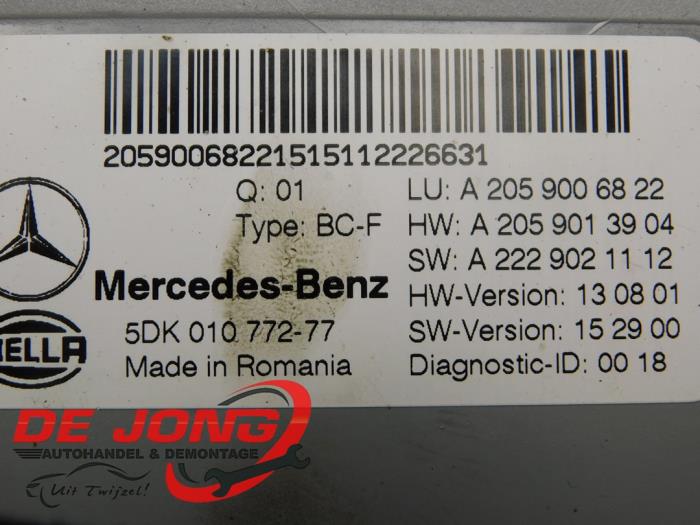 20590068221515112226631
Q: 01
Type: BC-F
LU: A 205 900 68 22
HW: A 205 901 39 04
SW: A 222 902 11 12
Mercedes-Benz
HW-Version: 13 08 01
HELLA
5DK 010 772-77
SW-Version: 15 29 00
Made in Romania
Diagnostic-ID: 00 18
DE JONG
AUTOHANDEL & DEMONTAGE
Uit Twijzel!